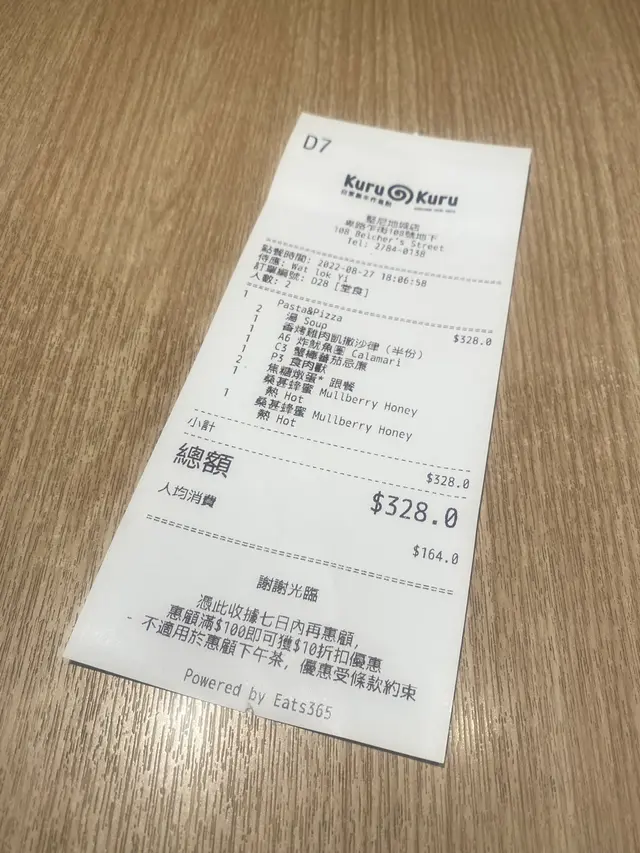 D7
Kuru Kuru
堅尼地城店
卑路乍街108號地下
108 Belcher's Street
Tel: 2784-0138
點餐時間: 2022-08-27 18:06:58
侍應: Wat lok Yi
訂單編號: D28 [堂食]
人數: 2
1 Pasta&Pizza $328.0
2 湯 Soup
1 香烤雞肉凱撒沙律 (半份)
1 A6 炸魷魚圈 Calamari
1 C3 蟹棒蕃茄忌廉
1 P3 食肉獸
2 焦糖燉蛋* 跟餐
1 桑葚蜂蜜 Mullberry Honey
熱 Hot
1 桑葚蜂蜜 Mullberry Honey
熱 Hot
小計 $328.0
總額 $328.0
人均消費 $164.0
謝謝光臨
憑此收據七日內再惠顧,
惠顧滿$100即可獲$10折扣優惠
不適用於惠顧下午茶, 優惠受條款約束
Powered by Eats365